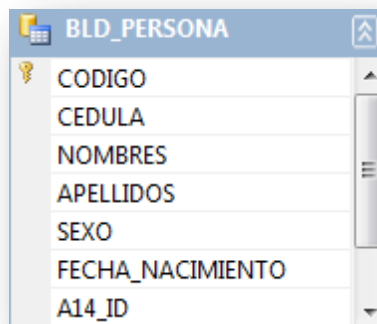 BLD_PERSONA
CODIGO
CEDULA
NOMBRES
APELLIDOS
SEXO
FECHA_NACIMIENTO
A14_ID